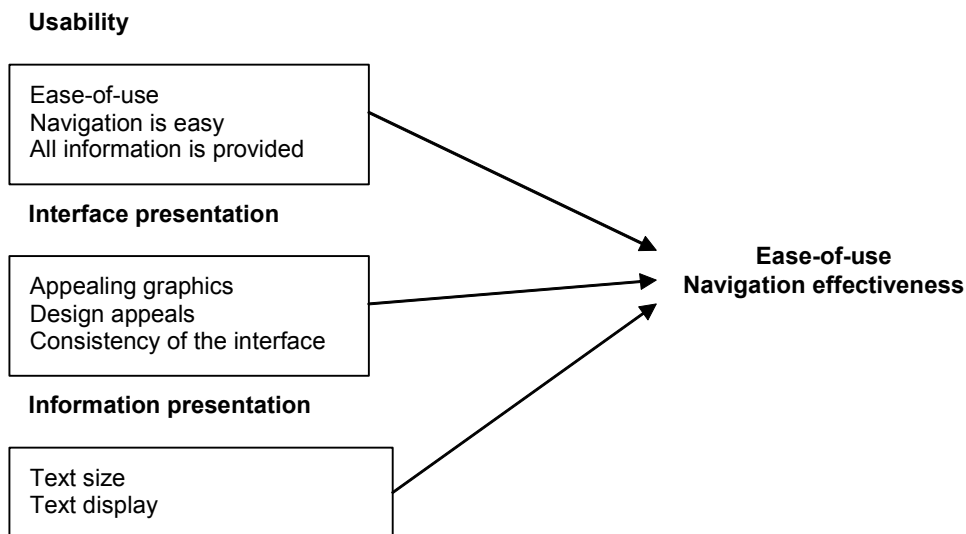 Usability
Ease-of-use
Navigation is easy
All information is provided
Interface presentation
Appealing graphics
Design appeals
Consistency of the interface
Information presentation
Text size
Text display
Ease-of-use
Navigation effectiveness